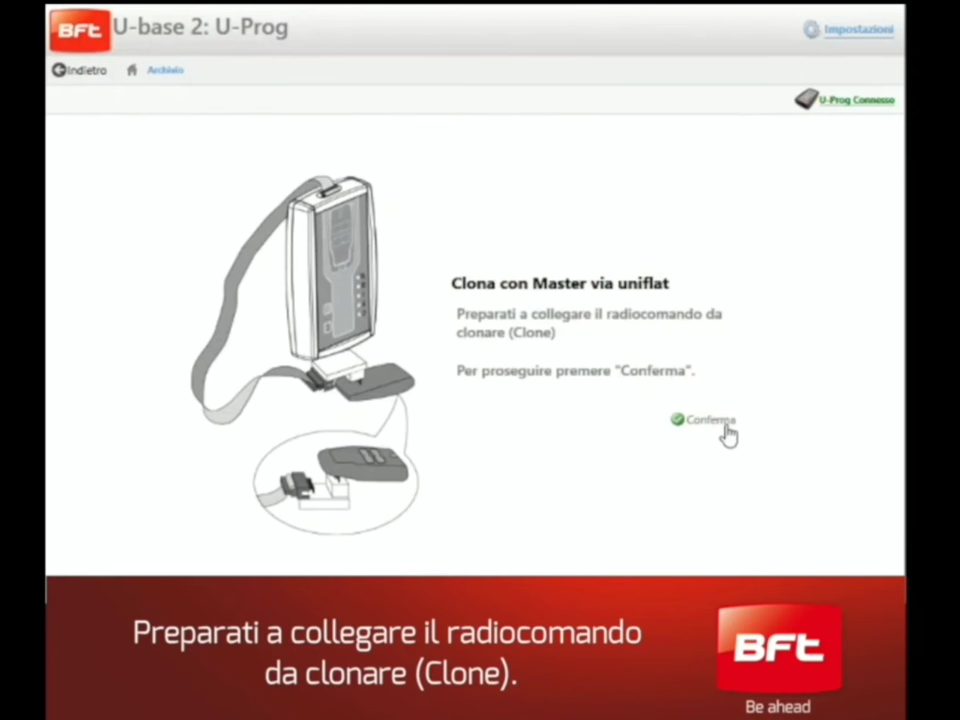 BFt
U-base 2: U-Prog
Impostazioni
Indietro
Archivio
U-Prog Connesso
Clona con Master via uniflat
Preparati a collegare il radiocomando da
clonare (Clone)
Per proseguire premere "Conferma".
Conferma
Preparati a collegare il radiocomando
da clonare (Clone).
BFt
Be ahead